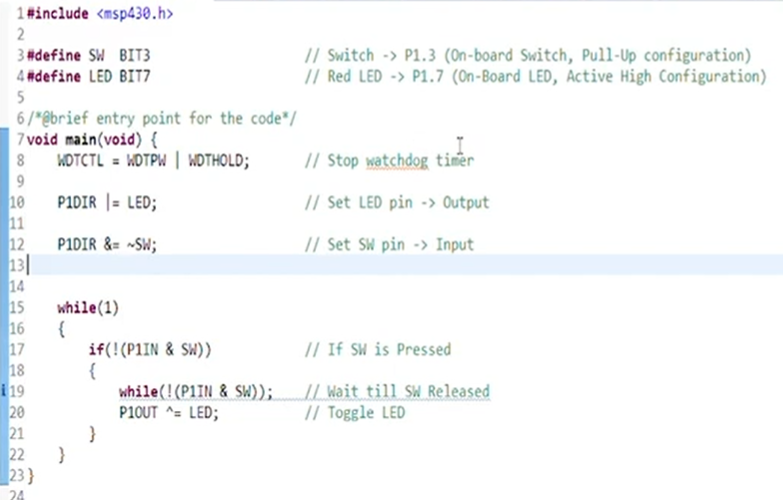 1 #include <msp430.h>
2
3 #define SW  BIT3                    // Switch -> P1.3 (On-board Switch, Pull-Up configuration)
4 #define LED BIT7                    // Red LED -> P1.7 (On-Board LED, Active High Configuration)
5
6 /*@brief entry point for the code*/
7 void main(void) {
8     WDTCTL = WDTPW | WDTHOLD;       // Stop watchdog timer
9
10     P1DIR |= LED;                   // Set LED pin -> Output
11
12     P1DIR &= ~SW;                   // Set SW pin -> Input
13
14
15     while(1)
16     {
17         if(!(P1IN & SW))            // If SW is Pressed
18         {
19             while(!(P1IN & SW));    // Wait till SW Released
20             P1OUT ^= LED;           // Toggle LED
21         }
22     }
23 }
24